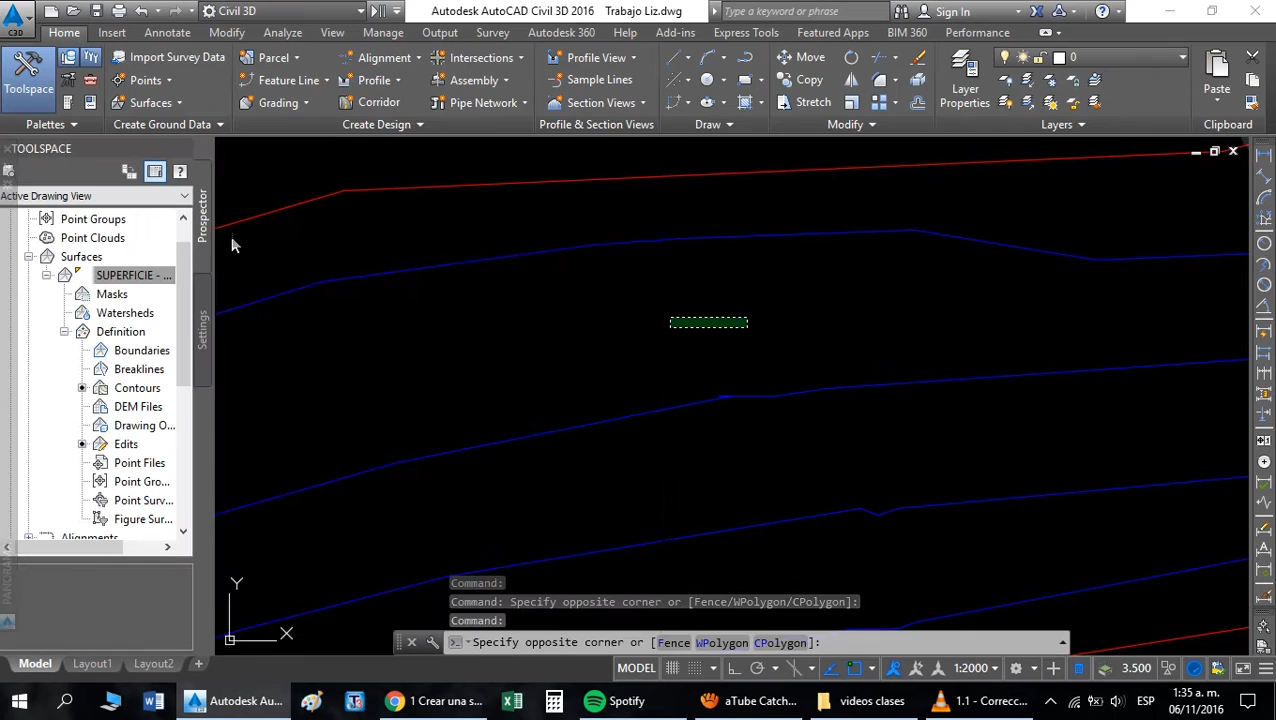 C3D
Civil 3D
Autodesk AutoCAD Civil 3D 2016    Trabajo Liz.dwg
Type a keyword or phrase
Sign In
Home Insert Annotate Modify Analyze View Manage Output Survey Autodesk 360 Help Add-ins Express Tools Featured Apps BIM 360 Performance
Toolspace
Import Survey Data
Points
Surfaces
Parcel
Feature Line
Grading
Alignment
Profile
Corridor
Intersections
Assembly
Pipe Network
Profile View
Sample Lines
Section Views
Move
Copy
Stretch
Layer
Properties
0
Paste
Palettes
Create Ground Data
Create Design
Profile & Section Views
Draw
Modify
Layers
Clipboard
TOOLSPACE
Active Drawing View
Prospector
Settings
Point Groups
Point Clouds
Surfaces
SUPERFICIE - ...
Masks
Watersheds
Definition
Boundaries
Breaklines
Contours
DEM Files
Drawing O...
Edits
Point Files
Point Gro...
Point Surv...
Figure Sur...
Alignments
Y
X
Command:
Command: Specify opposite corner or [Fence/WPolygon/CPolygon]:
Command:
Specify opposite corner or [Fence WPolygon CPolygon]:
Model Layout1 Layout2 +
MODEL
1:2000
3.500
Autodesk Au...
1 Crear una s...
Spotify
aTube Catch...
videos clases
1.1 - Correcc...
ESP
1:35 a. m.
06/11/2016